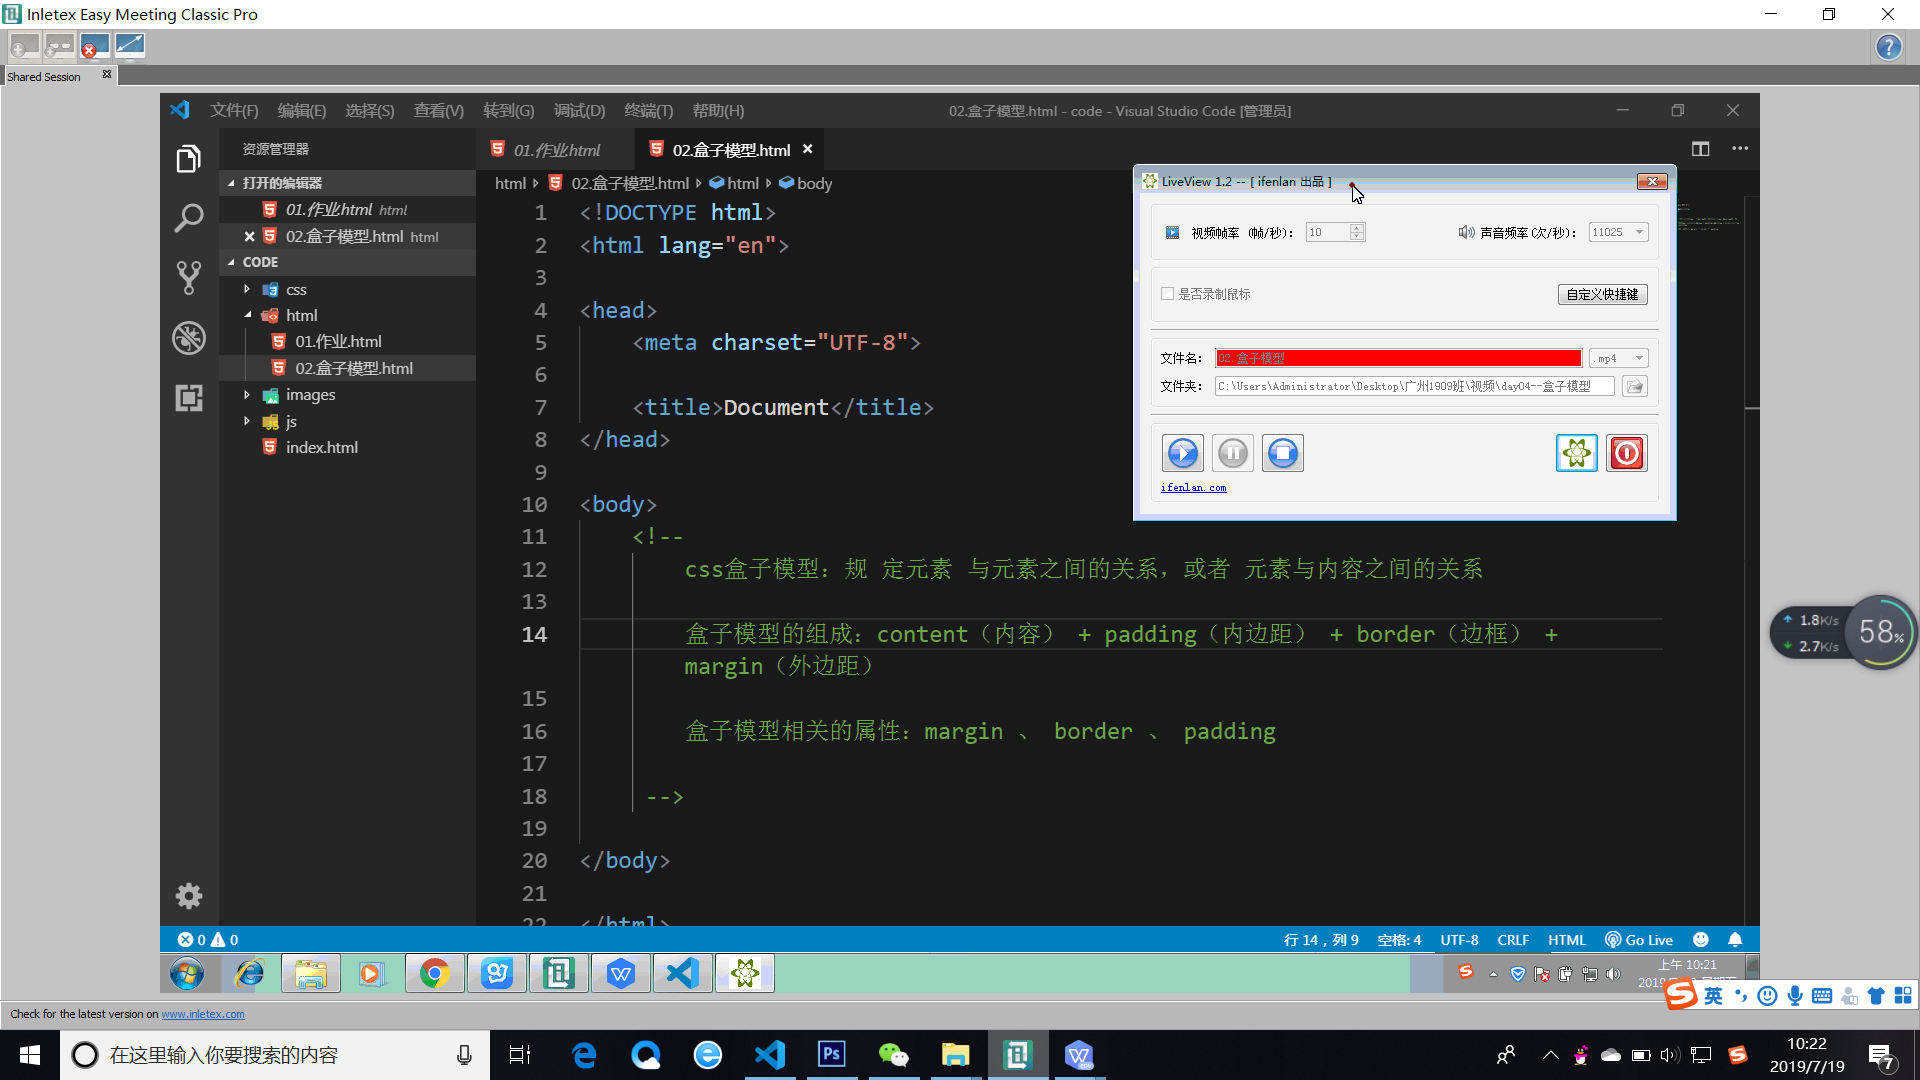 Inletex Easy Meeting Classic Pro
Shared Session
文件(F) 编辑(E) 选择(S) 查看(V) 转到(G) 调试(D) 终端(T) 帮助(H)
02.盒子模型.html - code - Visual Studio Code [管理员]
资源管理器
01.作业.html
02.盒子模型.html
打开的编辑器
html 02.盒子模型.html html body
01.作业.html html
02.盒子模型.html html
CODE
css
html
01.作业.html
02.盒子模型.html
images
js
index.html
1 <!DOCTYPE html>
2 <html lang="en">
3
4 <head>
5 <meta charset="UTF-8">
6
7 <title>Document</title>
8 </head>
9
10 <body>
11 <!--
12 css盒子模型：规 定元素 与元素之间的关系，或者 元素与内容之间的关系
13
14 盒子模型的组成：content（内容） + padding（内边距） + border（边框） +
margin（外边距）
15
16 盒子模型相关的属性：margin 、 border 、 padding
17
18 -->
19
20 </body>
21
22 </html>
LiveView 1.2 -- [ ifenlan 出品 ]
视频帧率 (帧/秒)： 10
声音频率(次/秒)： 11025
是否录制鼠标
自定义快捷键
文件名： 02.盒子模型 .mp4
文件夹： C:\Users\Administrator\Desktop\广州1909班\视频\day04--盒子模型
ifenlan.com
1.8K/s
2.7K/s
58%
0 0
行 14，列 9 空格: 4 UTF-8 CRLF HTML Go Live
上午 10:21
英
Check for the latest version on www.inletex.com
在这里输入你要搜索的内容
Ps
10:22
2019/7/19
7